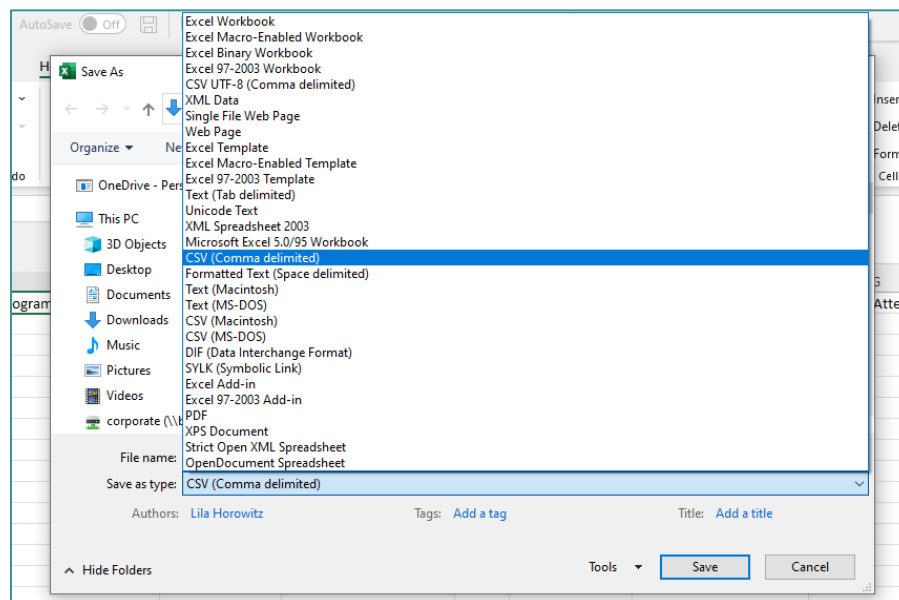 AutoSave Off
Excel Workbook
Excel Macro-Enabled Workbook
Excel Binary Workbook
Excel 97-2003 Workbook
CSV UTF-8 (Comma delimited)
XML Data
Single File Web Page
Web Page
Excel Template
Excel Macro-Enabled Template
Excel 97-2003 Template
Text (Tab delimited)
Unicode Text
XML Spreadsheet 2003
Microsoft Excel 5.0/95 Workbook
CSV (Comma delimited)
Formatted Text (Space delimited)
Text (Macintosh)
Text (MS-DOS)
CSV (Macintosh)
CSV (MS-DOS)
DIF (Data Interchange Format)
SYLK (Symbolic Link)
Excel Add-in
Excel 97-2003 Add-in
PDF
XPS Document
Strict Open XML Spreadsheet
OpenDocument Spreadsheet
H
Save As
Organize
Ne
do
OneDrive - Pers
This PC
3D Objects
Desktop
Documents
Downloads
Music
Pictures
Videos
corporate (\\b
ogram
Inser
Delet
Form
Cell
G
Atte
File name:
Save as type: CSV (Comma delimited)
Authors: Lila Horowitz Tags: Add a tag Title: Add a title
Hide Folders Tools Save Cancel